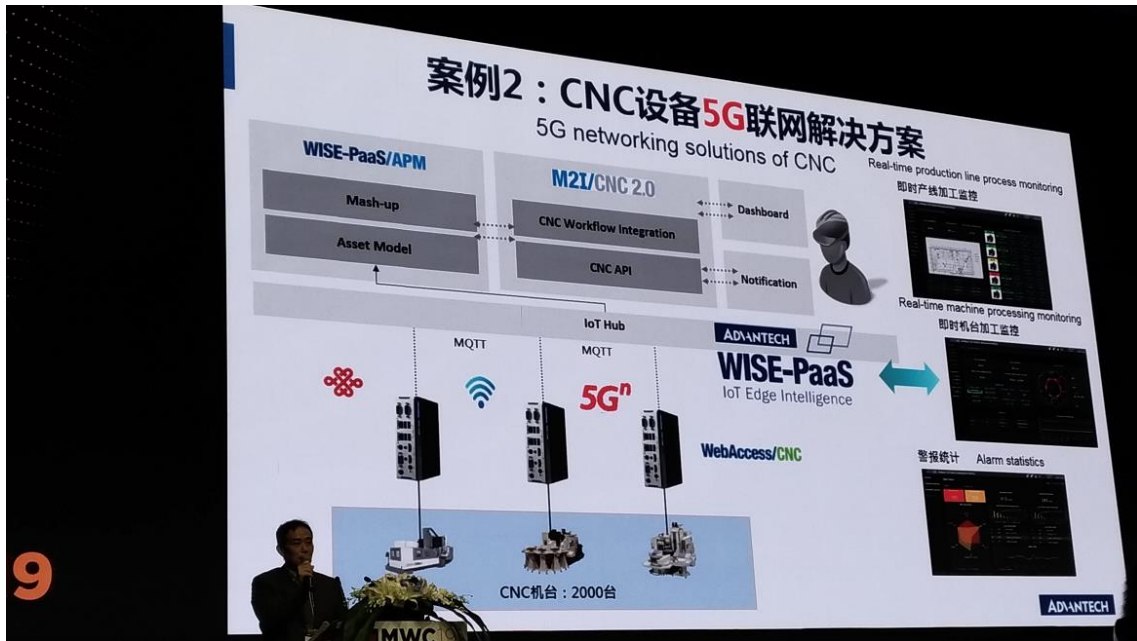 案例2：CNC设备5G联网解决方案
5G networking solutions of CNC
WISE-PaaS/APM
Mash-up
Asset Model
M2I/CNC 2.0
CNC Workflow Integration
CNC API
Dashboard
Notification
Real-time production line process monitoring
即时产线加工监控
Real-time machine processing monitoring
即时机台加工监控
IoT Hub
ADVANTECH
MQTT
MQTT
WISE-PaaS
IoT Edge Intelligence
5Gⁿ
WebAccess/CNC
警报统计 Alarm statistics
CNC机台：2000台
ADVANTECH
9
MWC19